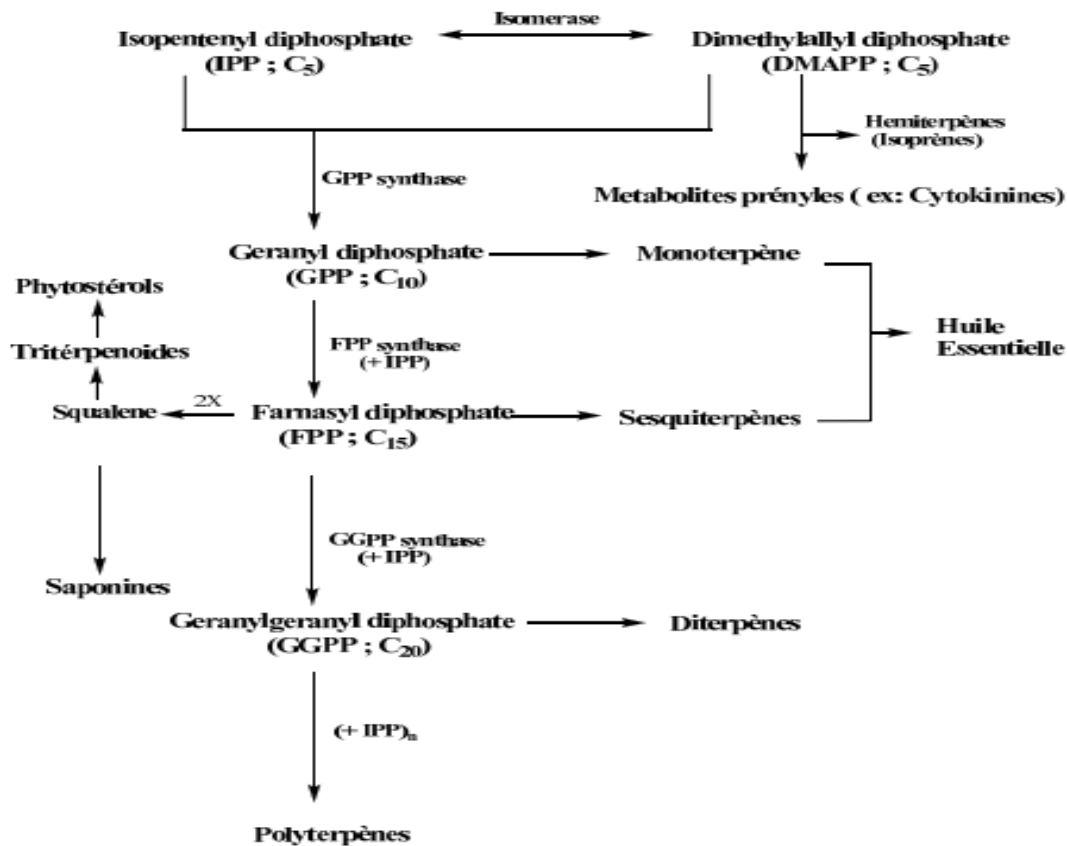 Isomerase
Isopentenyl diphosphate
(IPP ; C5)
Dimethylallyl diphosphate
(DMAPP ; C5)
Hemiterpènes
(Isoprènes)
GPP synthase
Metabolites prényles ( ex: Cytokinines)
Geranyl diphosphate
(GPP ; C10)
Monoterpène
Phytostérols
Tritérpenoides
FPP synthase
(+ IPP)
Huile
Essentielle
Squalene
2X
Farnasyl diphosphate
(FPP ; C15)
Sesquiterpènes
GGPP synthase
(+ IPP)
Saponines
Geranylgeranyl diphosphate
(GGPP ; C20)
Diterpènes
(+ IPP)n
Polyterpènes